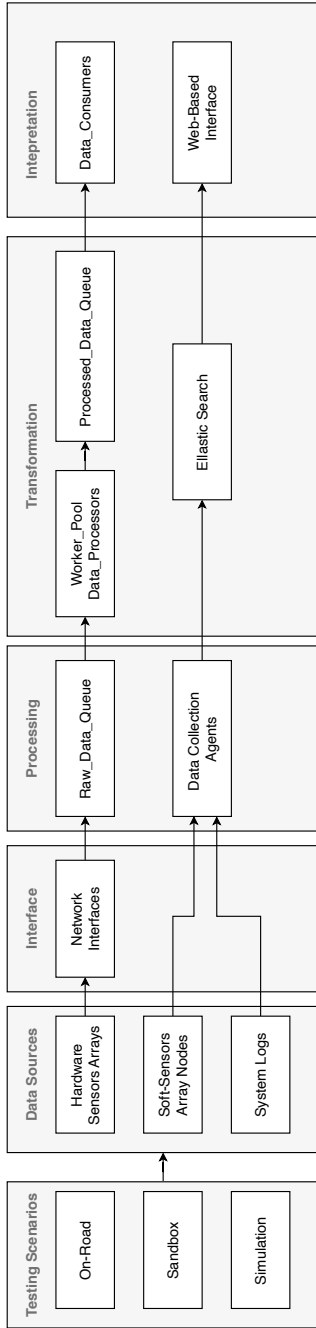 Testing Scenarios
On-Road
Sandbox
Simulation
Data Sources
Hardware
Sensors Arrays
Soft-Sensors
Array Nodes
System Logs
Interface
Network
Interfaces
Processing
Raw_Data_Queue
Data Collection
Agents
Transformation
Worker_Pool
Data_Processors
Processed_Data_Queue
Ellastic Search
Intepretation
Data_Consumers
Web-Based
Interface